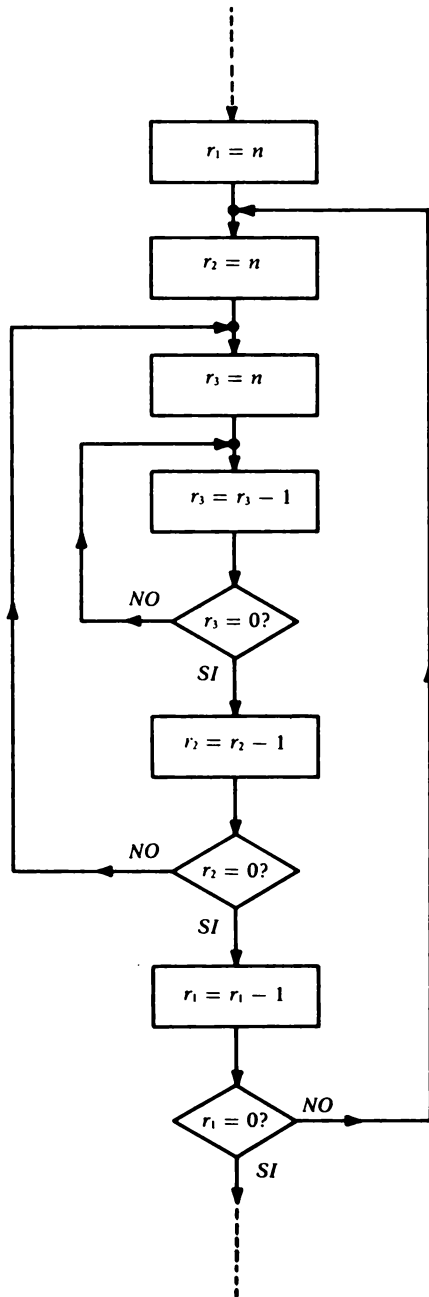 r₁ = n
r₂ = n
r₃ = n
r₃ = r₃ − 1
NO
r₃ = 0?
SI
r₂ = r₂ − 1
NO
r₂ = 0?
SI
r₁ = r₁ − 1
r₁ = 0?
NO
SI